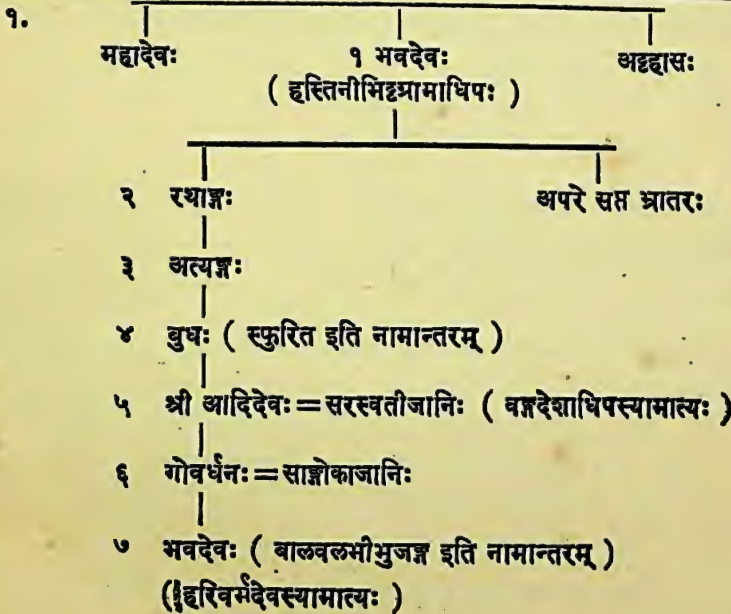 १.
महादेवः १ भवदेवः अट्टहासः
( हस्तिनीभिट्टग्रामाधिपः )
२ रथाङ्गः अपरे सप्त भ्रातरः
३ अत्यङ्गः
४ बुधः ( स्फुरित इति नामान्तरम् )
५ श्री आदिदेवः = सरस्वतीजानिः ( वङ्गदेशाधिपस्यामात्यः )
६ गोवर्धनः = साङ्गोकाजानिः
७ भवदेवः ( बालवलभीभुजङ्ग इति नामान्तरम् )
( हरिवर्मदेवस्यामात्यः )